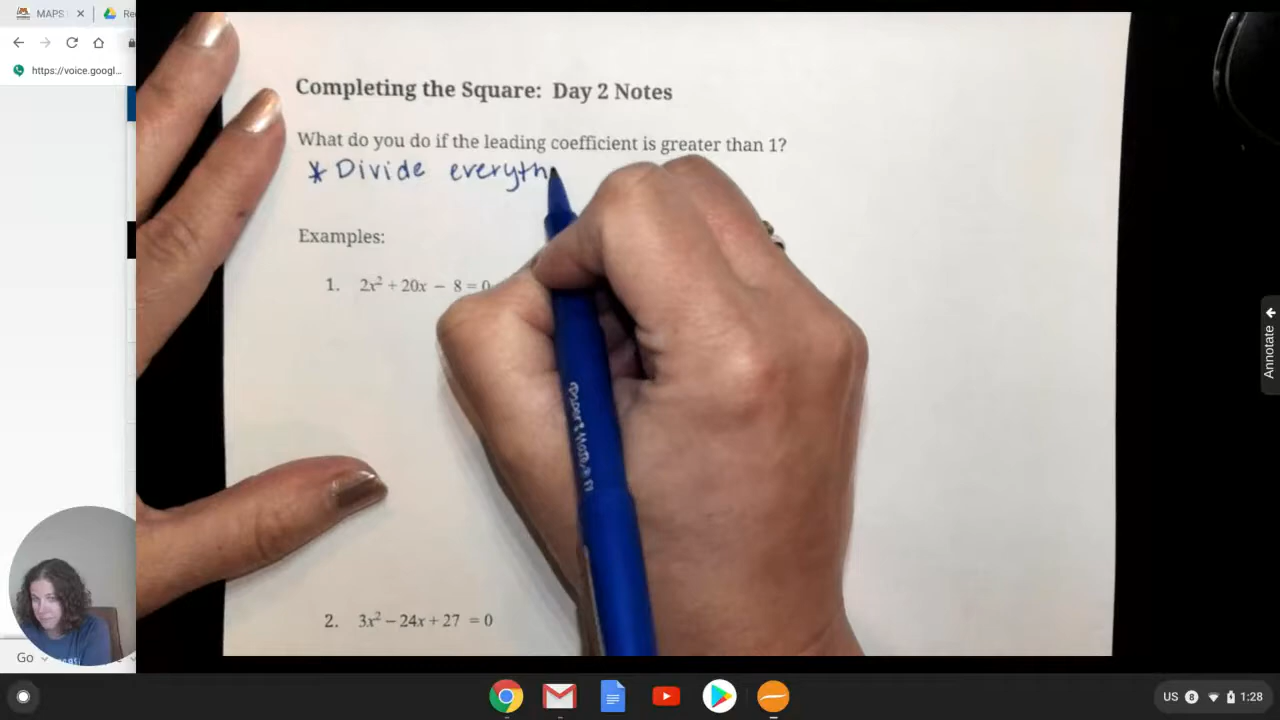 MAPS
Re
https://voice.googl...
Completing the Square: Day 2 Notes
What do you do if the leading coefficient is greater than 1?
* Divide everyth
Examples:
1. 2x² + 20x − 8 = 0
2. 3x² − 24x + 27 = 0
Annotate
Go
US 8 1:28